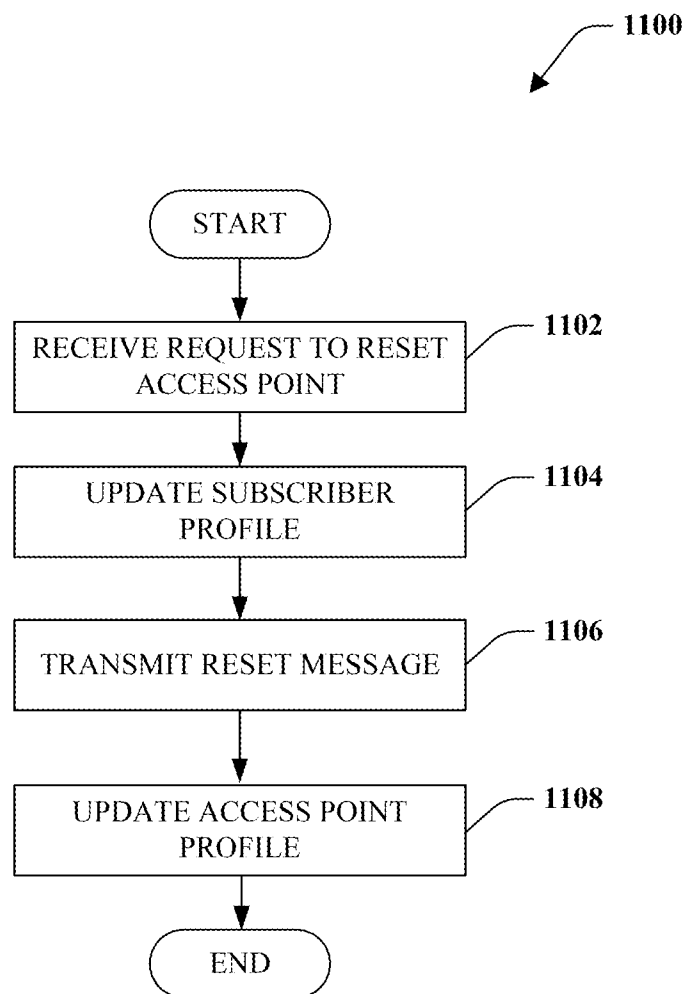 1100
START
RECEIVE REQUEST TO RESET
ACCESS POINT
1102
UPDATE SUBSCRIBER
PROFILE
1104
TRANSMIT RESET MESSAGE
1106
UPDATE ACCESS POINT
PROFILE
1108
END